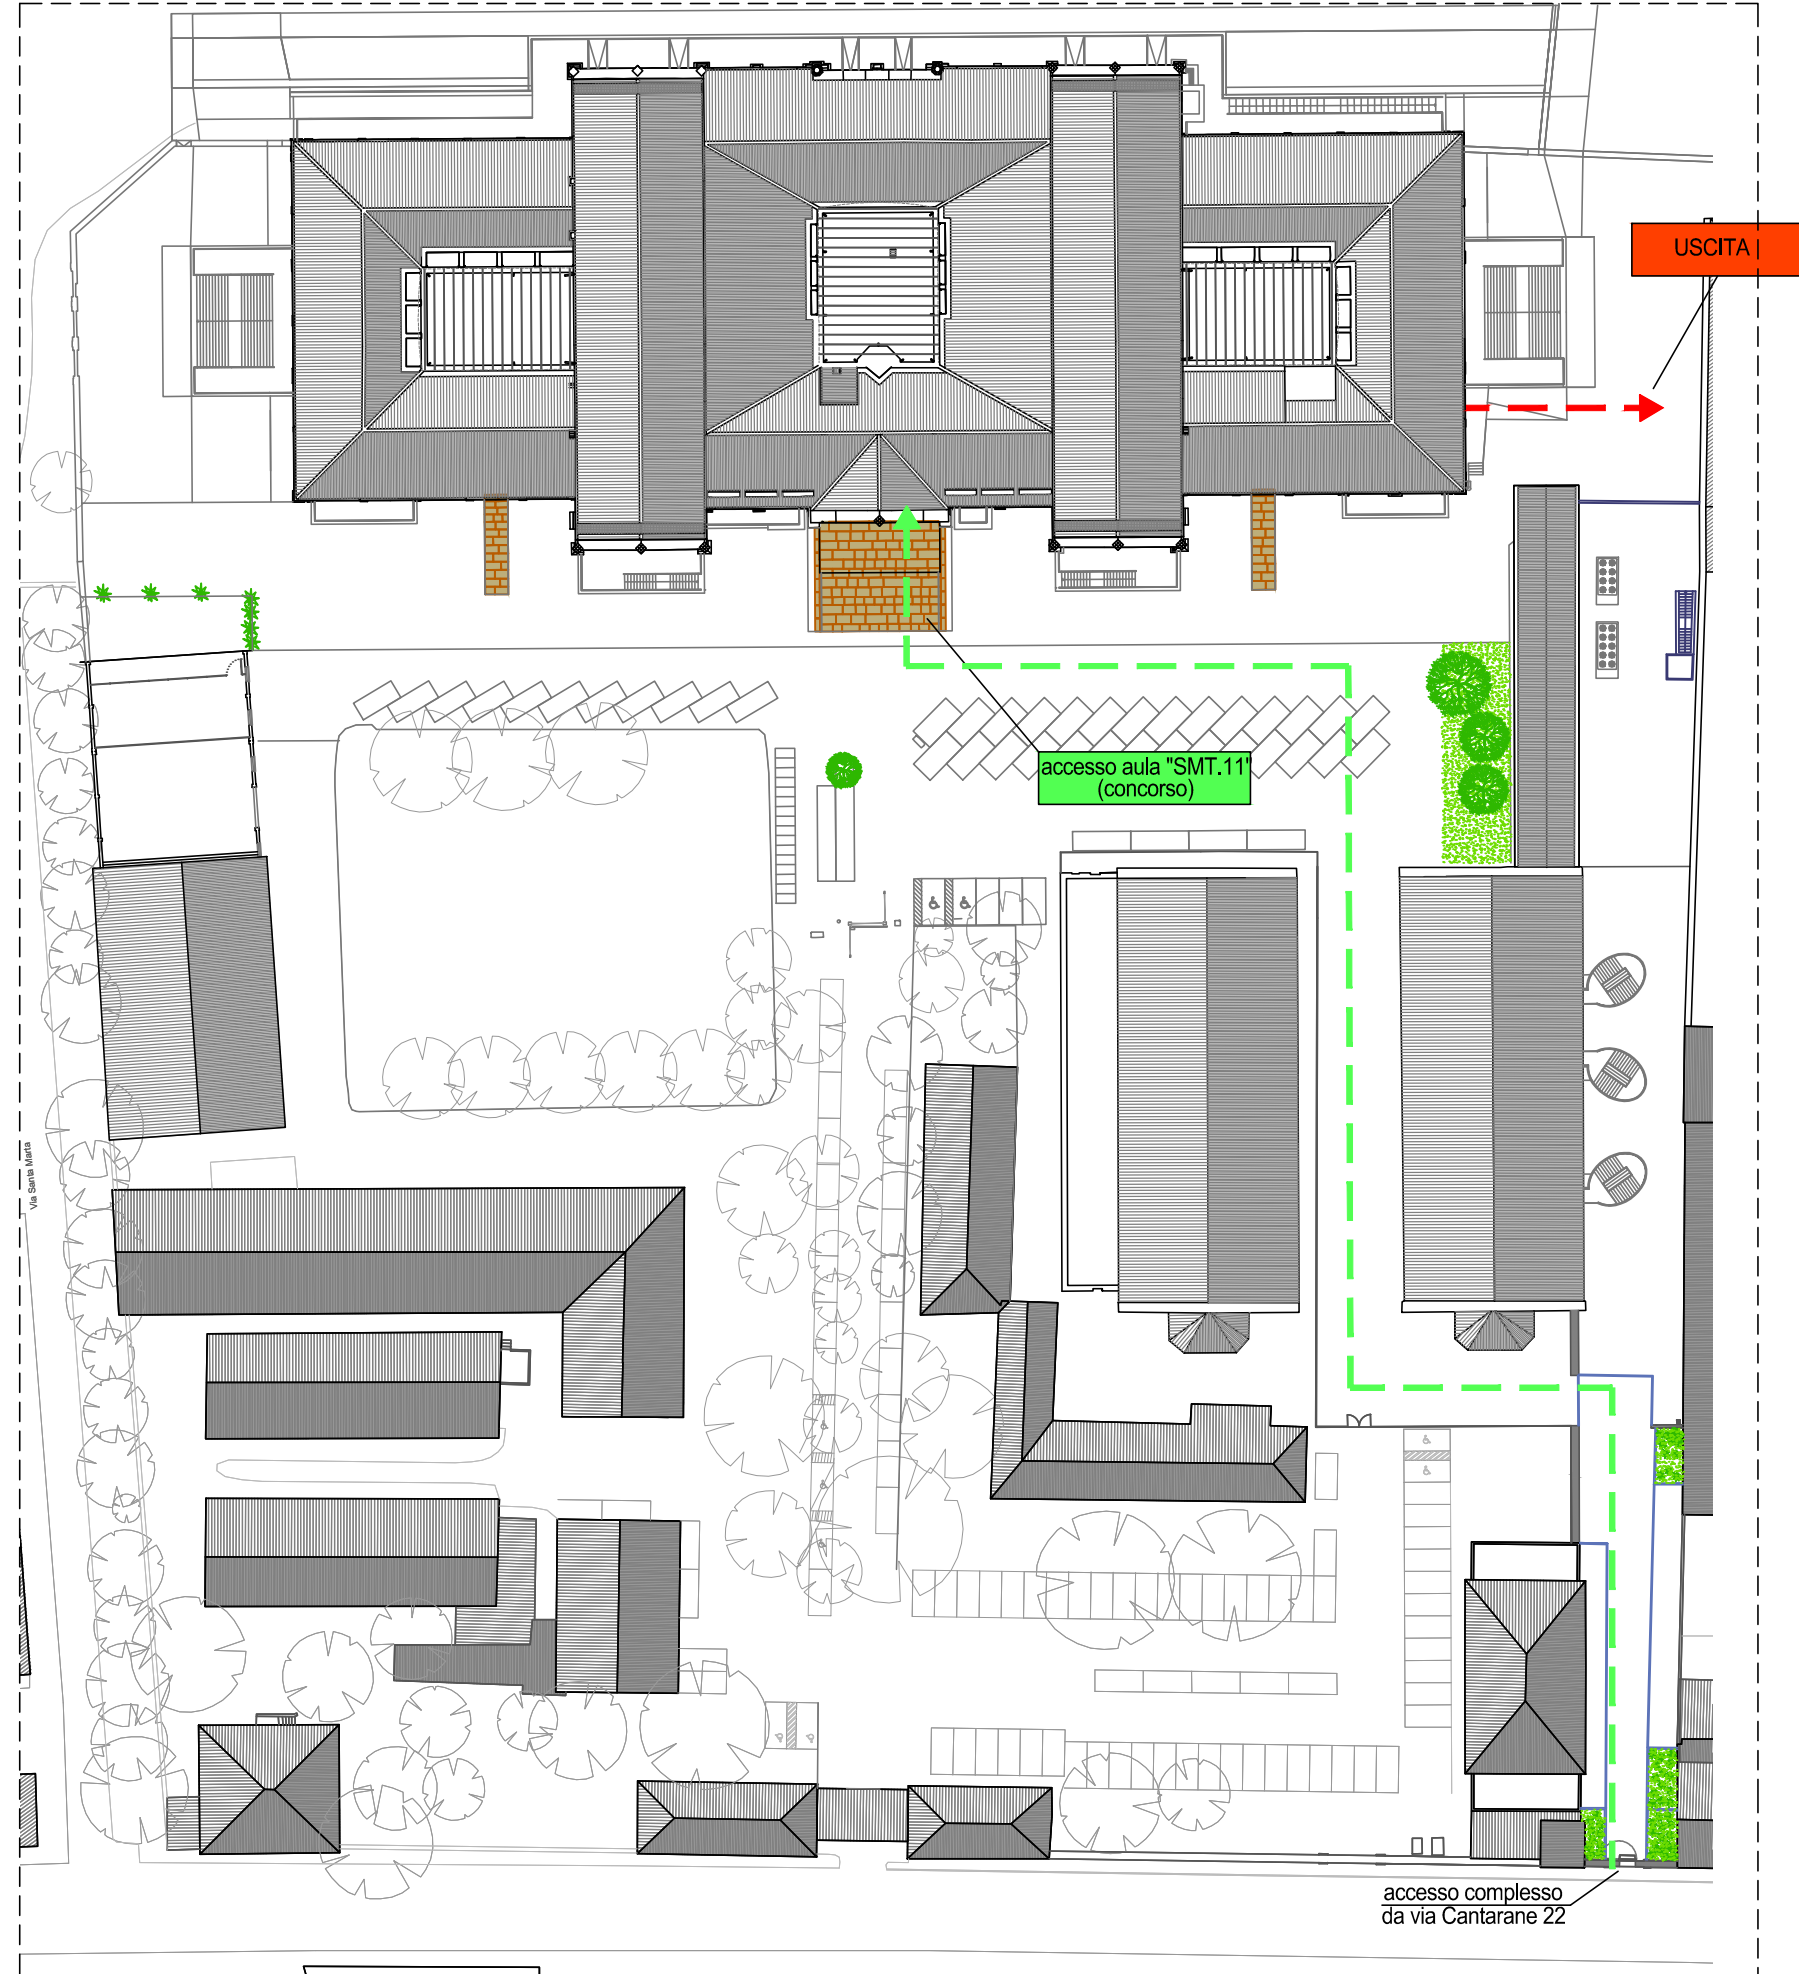 USCITA
accesso aula "SMT.11"
(concorso)
Via Santa Marta
accesso complesso
da via Cantarane 22